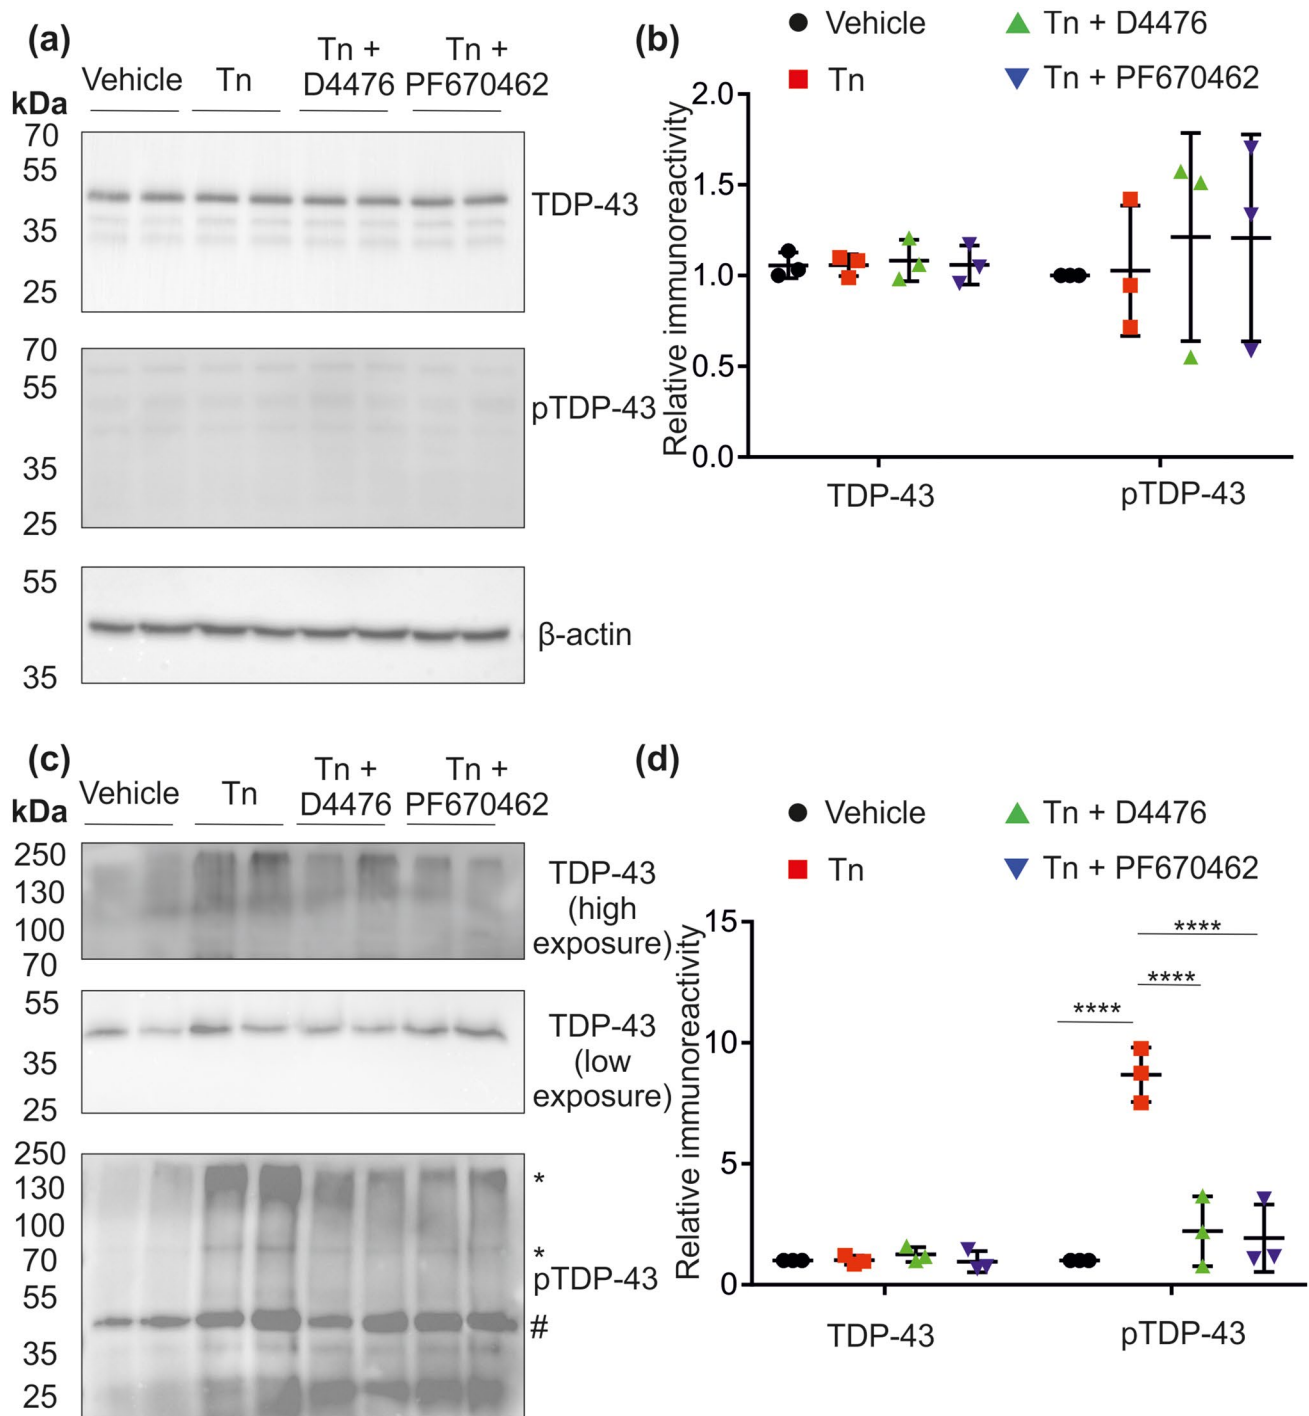 (a)
Vehicle
Tn
Tn +
D4476
Tn +
PF670462
kDa
70
55
35
25
TDP-43
70
55
35
25
pTDP-43
55
35
β-actin
(b)
Vehicle
Tn
Tn + D4476
Tn + PF670462
Relative immunoreactivity
2.0
1.5
1.0
0.5
0.0
TDP-43
pTDP-43
(c)
Vehicle
Tn
Tn +
D4476
Tn +
PF670462
kDa
250
130
100
70
TDP-43
(high
exposure)
55
35
25
TDP-43
(low
exposure)
250
130
100
70
55
35
25
*
*
pTDP-43
#
(d)
Vehicle
Tn
Tn + D4476
Tn + PF670462
Relative immunoreactivity
15
10
5
0
****
****
****
TDP-43
pTDP-43